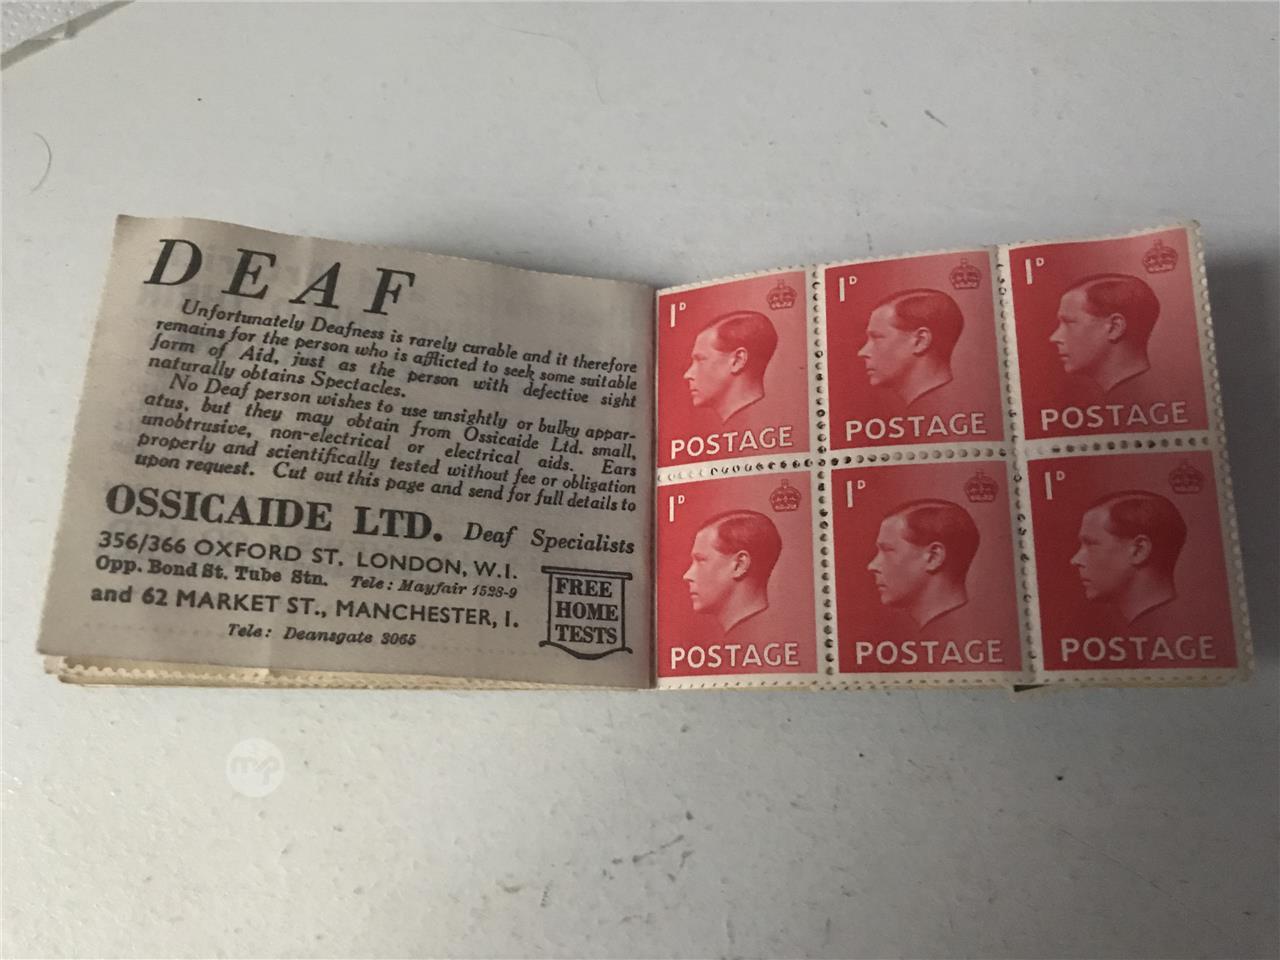 DEAF
Unfortunately Deafness is rarely curable and it therefore
remains for the person who is afflicted to seek some suitable
form of Aid, just as the person with defective sight
naturally obtains Spectacles.
No Deaf person wishes to use unsightly or bulky appar-
atus, but they may obtain from Ossicaide Ltd. small,
unobtrusive, non-electrical or electrical aids. Ears
properly and scientifically tested without fee or obligation
upon request. Cut out this page and send for full details to
OSSICAIDE LTD. Deaf Specialists
356/366 OXFORD ST. LONDON, W.I.
Opp. Bond St. Tube Stn. Tele: Mayfair 1528-9
and 62 MARKET ST., MANCHESTER, I.
Tele: Deansgate 3065
FREE
HOME
TESTS
1D
POSTAGE
1D
POSTAGE
1D
POSTAGE
1D
POSTAGE
1D
POSTAGE
1D
POSTAGE
mp